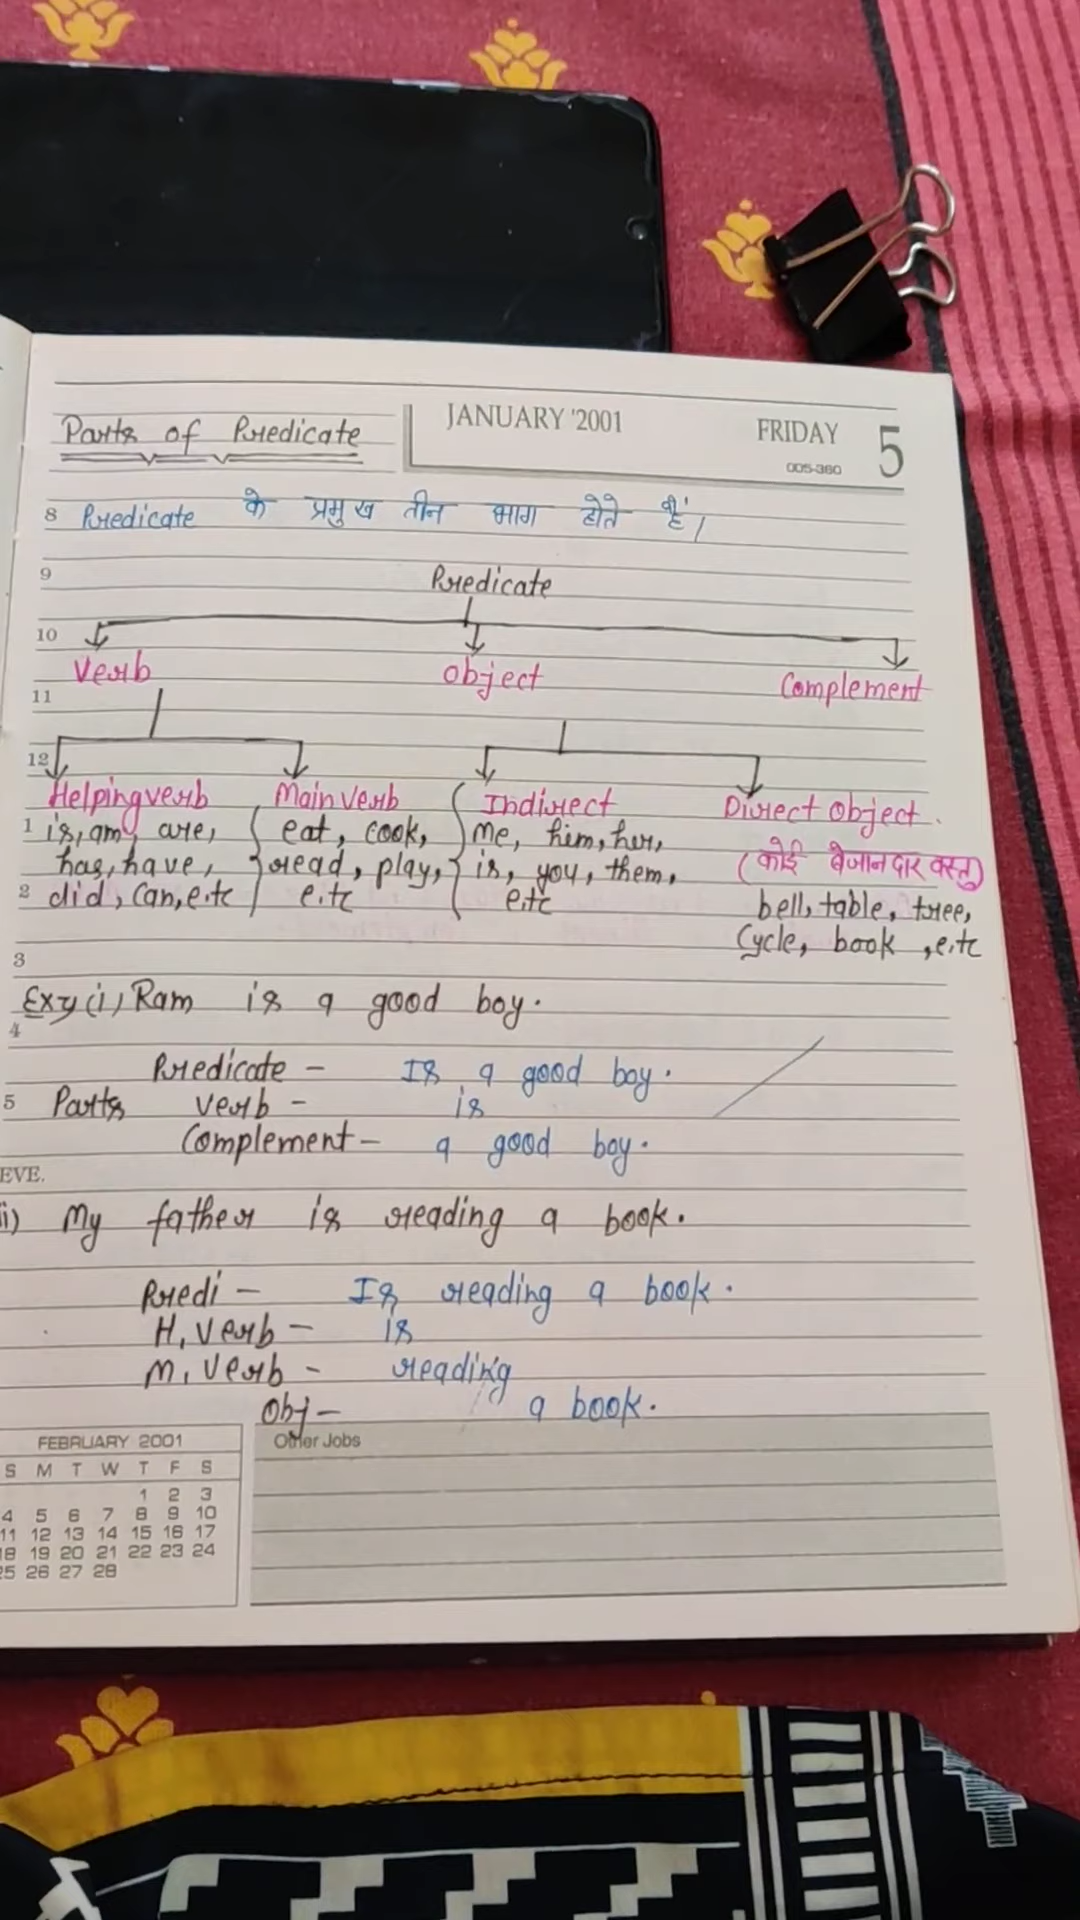 Parts of Predicate
JANUARY '2001
FRIDAY 5
005-360
8 Predicate के प्रमुख तीन भाग होते हैं।
9
Predicate
10
Verb Object Complement
11
12
Helping verb Main verb Indirect Direct Object.
1 is, am, are, eat, cook, me, him, her,
has, have, read, play, is, you, them, (कोई बेजानदार वस्तु)
2 did, can, e.tc e.tc etc bell, table, tree,
Cycle, book, e.tc
3
Ex, (i) Ram is a good boy.
4
Predicate - Is a good boy.
5 Parts Verb - is
Complement - a good boy.
EVE.
ii) My father is reading a book.
Predi - Is reading a book.
H. Verb - is
M. Verb - reading
Obj - a book.
FEBRUARY 2001
Other Jobs
S M T W T F S
1 2 3
4 5 6 7 8 9 10
11 12 13 14 15 16 17
18 19 20 21 22 23 24
25 26 27 28